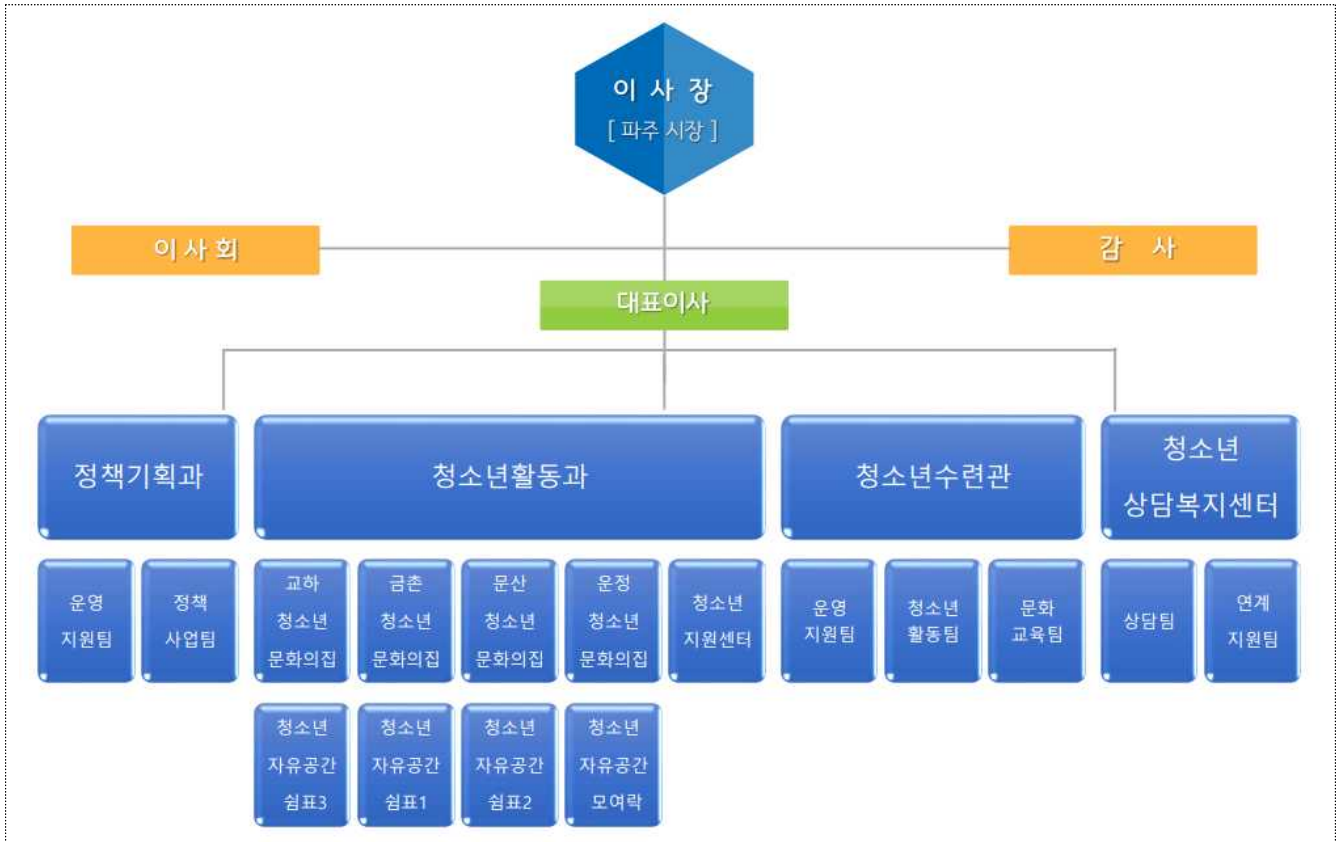 이 사 장
[ 파주 시장 ]
이 사 회
감 사
대표이사
정책기획과
청소년활동과
청소년수련관
청소년
상담복지센터
운영
지원팀
정책
사업팀
교하
청소년
문화의집
금촌
청소년
문화의집
문산
청소년
문화의집
운정
청소년
문화의집
청소년
지원센터
운영
지원팀
청소년
활동팀
문화
교육팀
상담팀
연계
지원팀
청소년
자유공간
쉼표3
청소년
자유공간
쉼표1
청소년
자유공간
쉼표2
청소년
자유공간
모여락